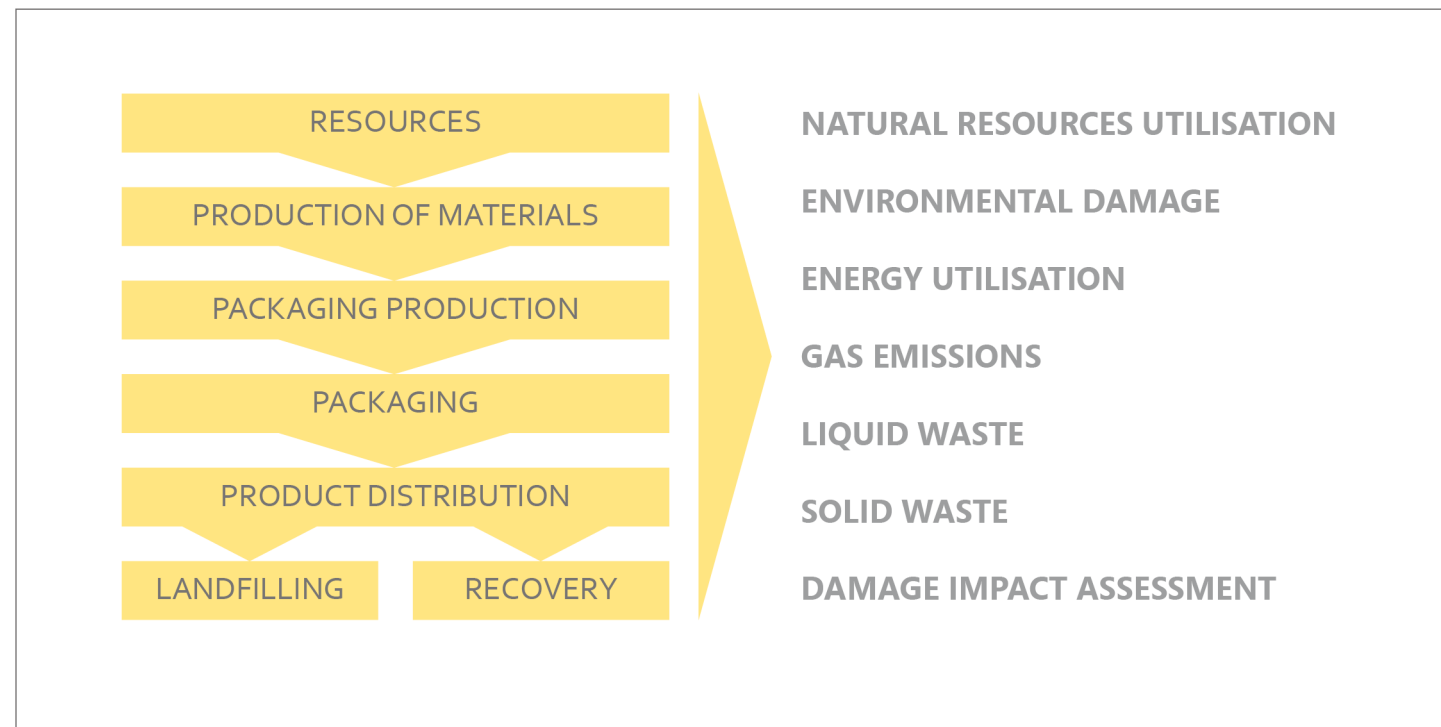 RESOURCES
PRODUCTION OF MATERIALS
PACKAGING PRODUCTION
PACKAGING
PRODUCT DISTRIBUTION
LANDFILLING
RECOVERY
NATURAL RESOURCES UTILISATION
ENVIRONMENTAL DAMAGE
ENERGY UTILISATION
GAS EMISSIONS
LIQUID WASTE
SOLID WASTE
DAMAGE IMPACT ASSESSMENT